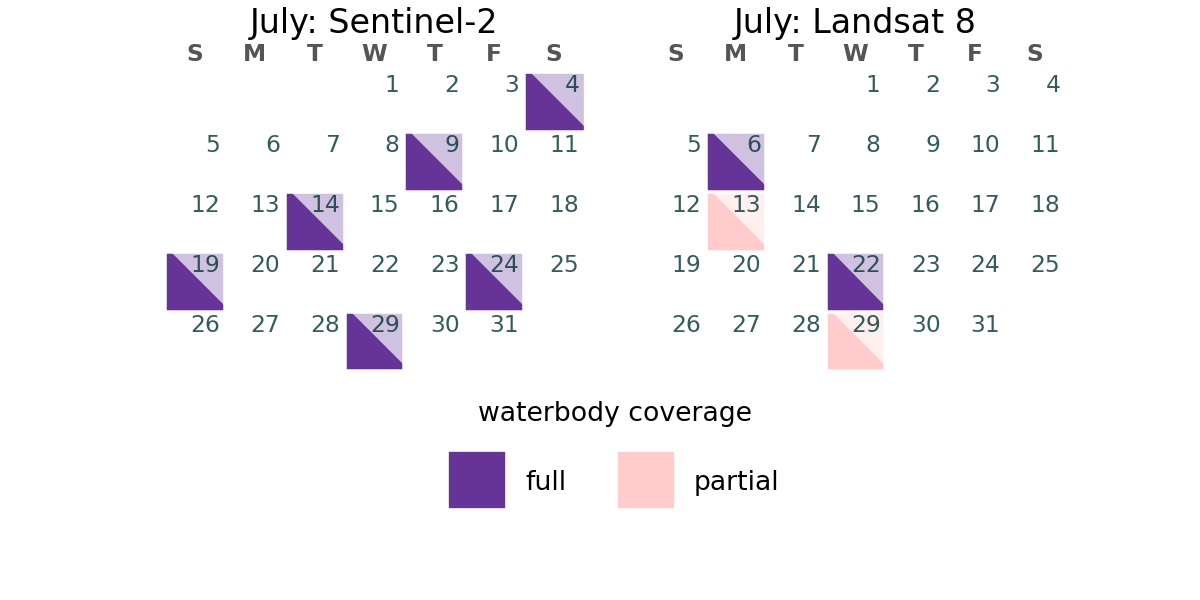 July: Sentinel-2
S M T W T F S
1 2 3 4
5 6 7 8 9 10 11
12 13 14 15 16 17 18
19 20 21 22 23 24 25
26 27 28 29 30 31
July: Landsat 8
S M T W T F S
1 2 3 4
5 6 7 8 9 10 11
12 13 14 15 16 17 18
19 20 21 22 23 24 25
26 27 28 29 30 31
waterbody coverage
full
partial